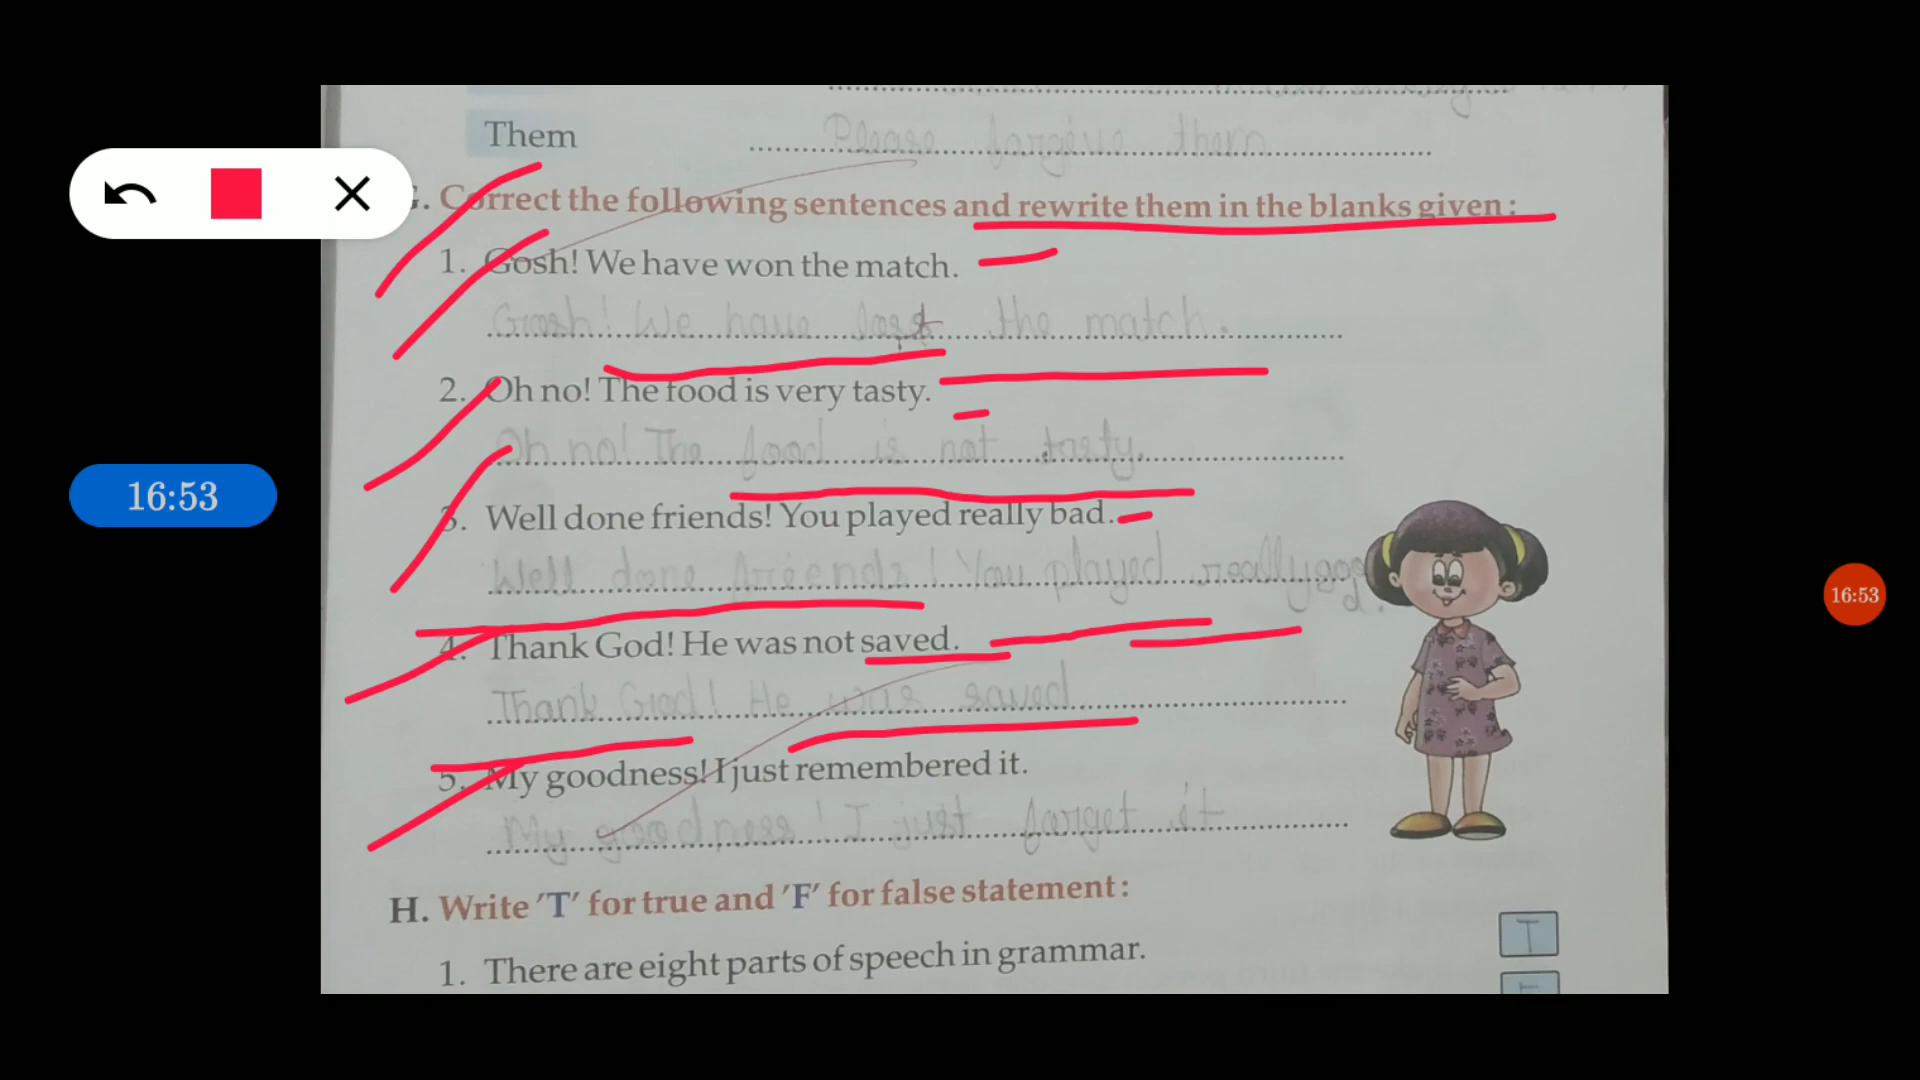 Them Please forgive them
G. Correct the following sentences and rewrite them in the blanks given :
1. Gosh! We have won the match.
Gosh! We have lost the match.
2. Oh no! The food is very tasty.
Oh no! The food is not tasty.
3. Well done friends! You played really bad.
Well done friends! You played really good.
4. Thank God! He was not saved.
Thank God! He was saved
5. My goodness! I just remembered it.
My goodness! I just forget it
H. Write 'T' for true and 'F' for false statement :
1. There are eight parts of speech in grammar. T
16:53
16:53